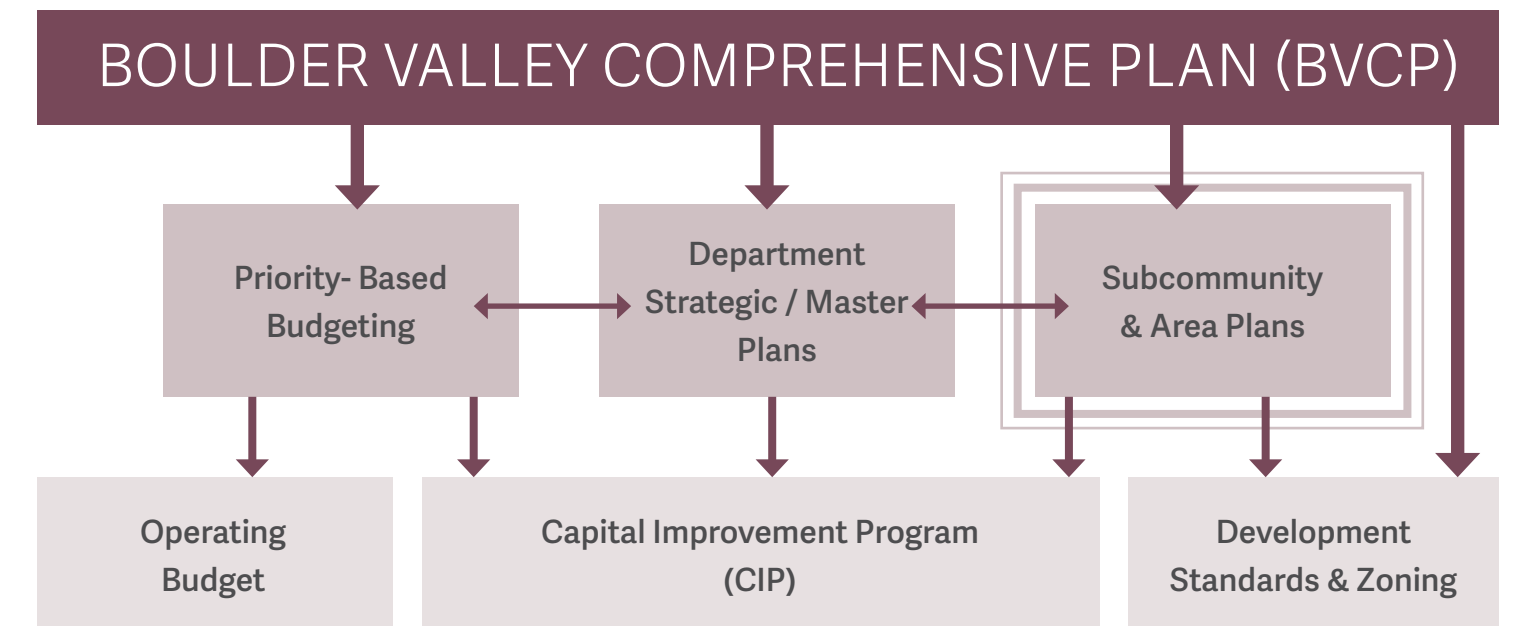 BOULDER VALLEY COMPREHENSIVE PLAN (BVCP)
Priority- Based
Budgeting
Department
Strategic / Master
Plans
Subcommunity
& Area Plans
Operating
Budget
Capital Improvement Program
(CIP)
Development
Standards & Zoning